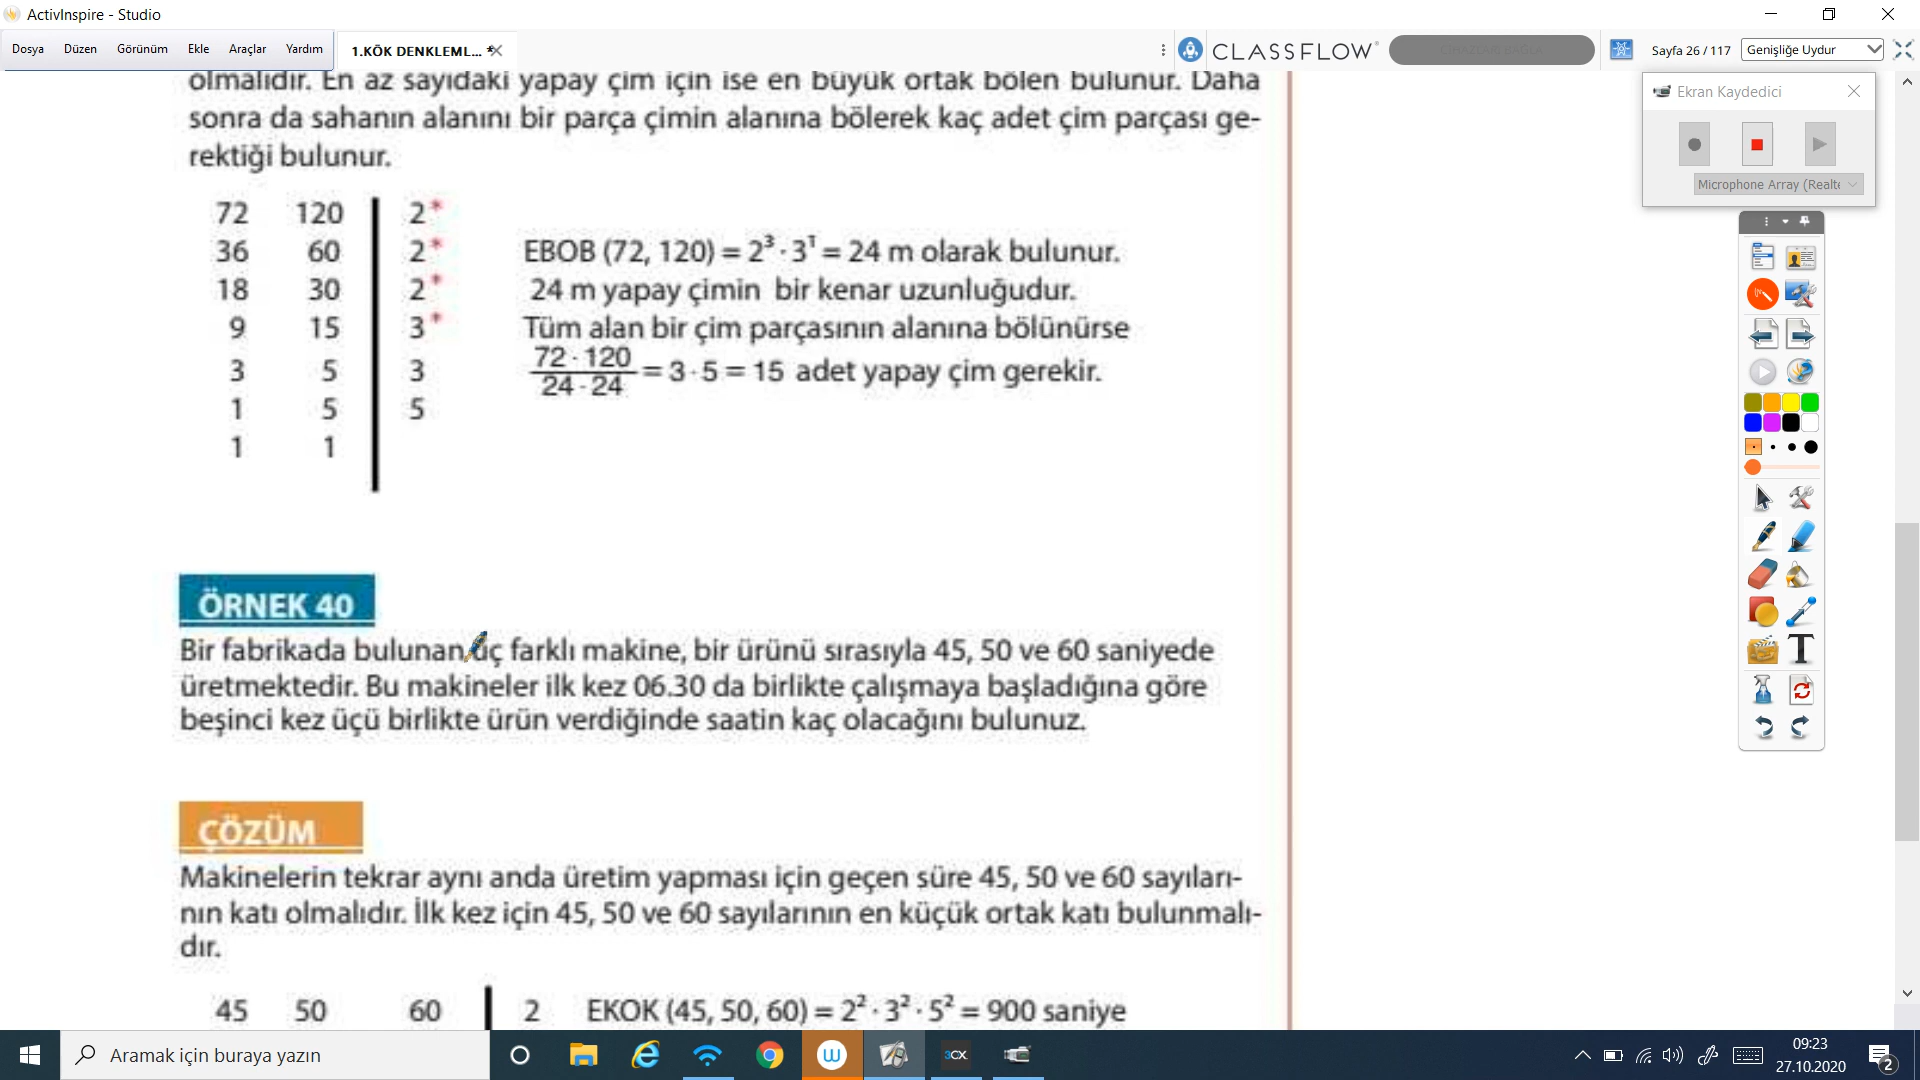 ActivInspire - Studio
Dosya Düzen Görünüm Ekle Araçlar Yardım
1.KÖK DENKLEML... *
CLASSFLOW
Sayfa 26 / 117
Genişliğe Uydur
Ekran Kaydedici
Microphone Array (Realte
olmalıdır. En az sayıdaki yapay çim için ise en büyük ortak bölen bulunur. Daha
sonra da sahanın alanını bir parça çimin alanına bölerek kaç adet çim parçası ge-
rektiği bulunur.
72 120 2*
36 60 2*
18 30 2*
9 15 3*
3 5 3
1 5 5
1 1
EBOB (72, 120) = 2³ · 3¹ = 24 m olarak bulunur.
24 m yapay çimin bir kenar uzunluğudur.
Tüm alan bir çim parçasının alanına bölünürse
72 · 120
24 · 24
= 3 · 5 = 15 adet yapay çim gerekir.
ÖRNEK 40
Bir fabrikada bulunan üç farklı makine, bir ürünü sırasıyla 45, 50 ve 60 saniyede
üretmektedir. Bu makineler ilk kez 06.30 da birlikte çalışmaya başladığına göre
beşinci kez üçü birlikte ürün verdiğinde saatin kaç olacağını bulunuz.
ÇÖZÜM
Makinelerin tekrar aynı anda üretim yapması için geçen süre 45, 50 ve 60 sayıları-
nın katı olmalıdır. İlk kez için 45, 50 ve 60 sayılarının en küçük ortak katı bulunmalı-
dır.
45 50 60 2 EKOK (45, 50, 60) = 2² · 3² · 5² = 900 saniye
Aramak için buraya yazın
3CX
09:23
27.10.2020
2